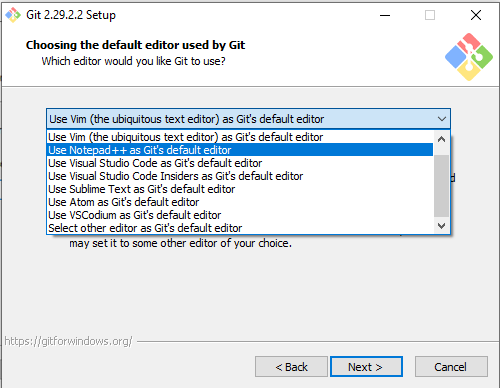 Git 2.29.2.2 Setup
Choosing the default editor used by Git
Which editor would you like Git to use?
Use Vim (the ubiquitous text editor) as Git's default editor
Use Vim (the ubiquitous text editor) as Git's default editor
Use Notepad++ as Git's default editor
Use Visual Studio Code as Git's default editor
Use Visual Studio Code Insiders as Git's default editor
Use Sublime Text as Git's default editor
Use Atom as Git's default editor
Use VSCodium as Git's default editor
Select other editor as Git's default editor
may set it to some other editor of your choice.
https://gitforwindows.org/
< Back
Next >
Cancel